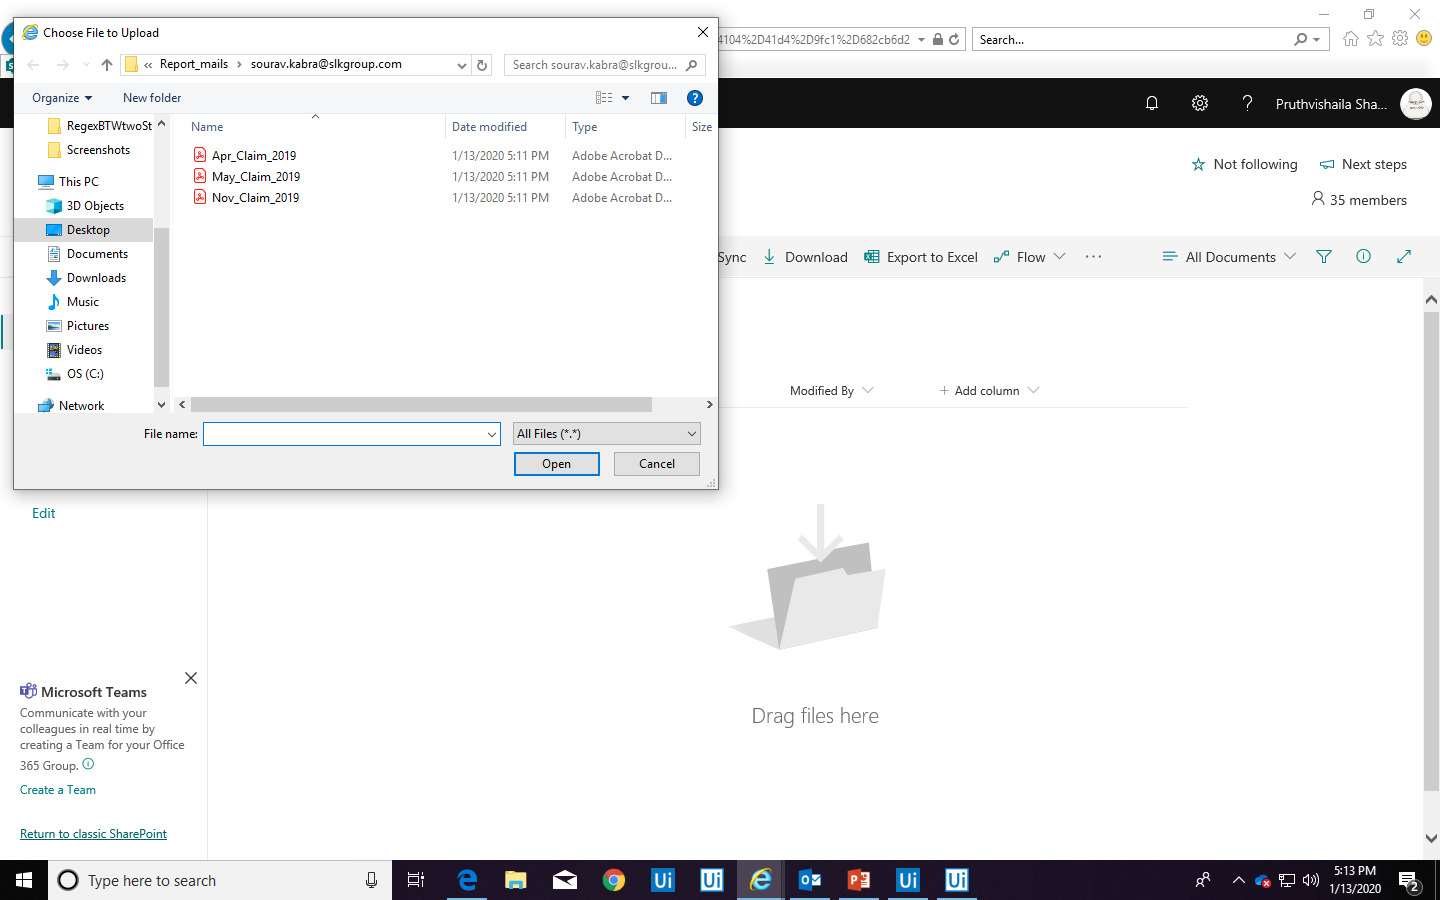 Choose File to Upload
4104%2D41d4%2D9fc1%2D682cb6d2
Search...
« Report_mails > sourav.kabra@slkgroup.com
Search sourav.kabra@slkgrou...
Organize
New folder
Pruthvishaila Sha...
Name
Date modified
Type
Size
RegexBTWtwoSt
Screenshots
This PC
3D Objects
Desktop
Documents
Downloads
Music
Pictures
Videos
OS (C:)
Network
Apr_Claim_2019 1/13/2020 5:11 PM Adobe Acrobat D...
May_Claim_2019 1/13/2020 5:11 PM Adobe Acrobat D...
Nov_Claim_2019 1/13/2020 5:11 PM Adobe Acrobat D...
Not following
Next steps
35 members
Sync
Download
Export to Excel
Flow
...
All Documents
Modified By
+ Add column
File name:
All Files (*.*)
Open
Cancel
Edit
Drag files here
Microsoft Teams
Communicate with your
colleagues in real time by
creating a Team for your Office
365 Group.
Create a Team
Return to classic SharePoint
Type here to search
Ui
Ui
Ui
Ui
5:13 PM
1/13/2020
2